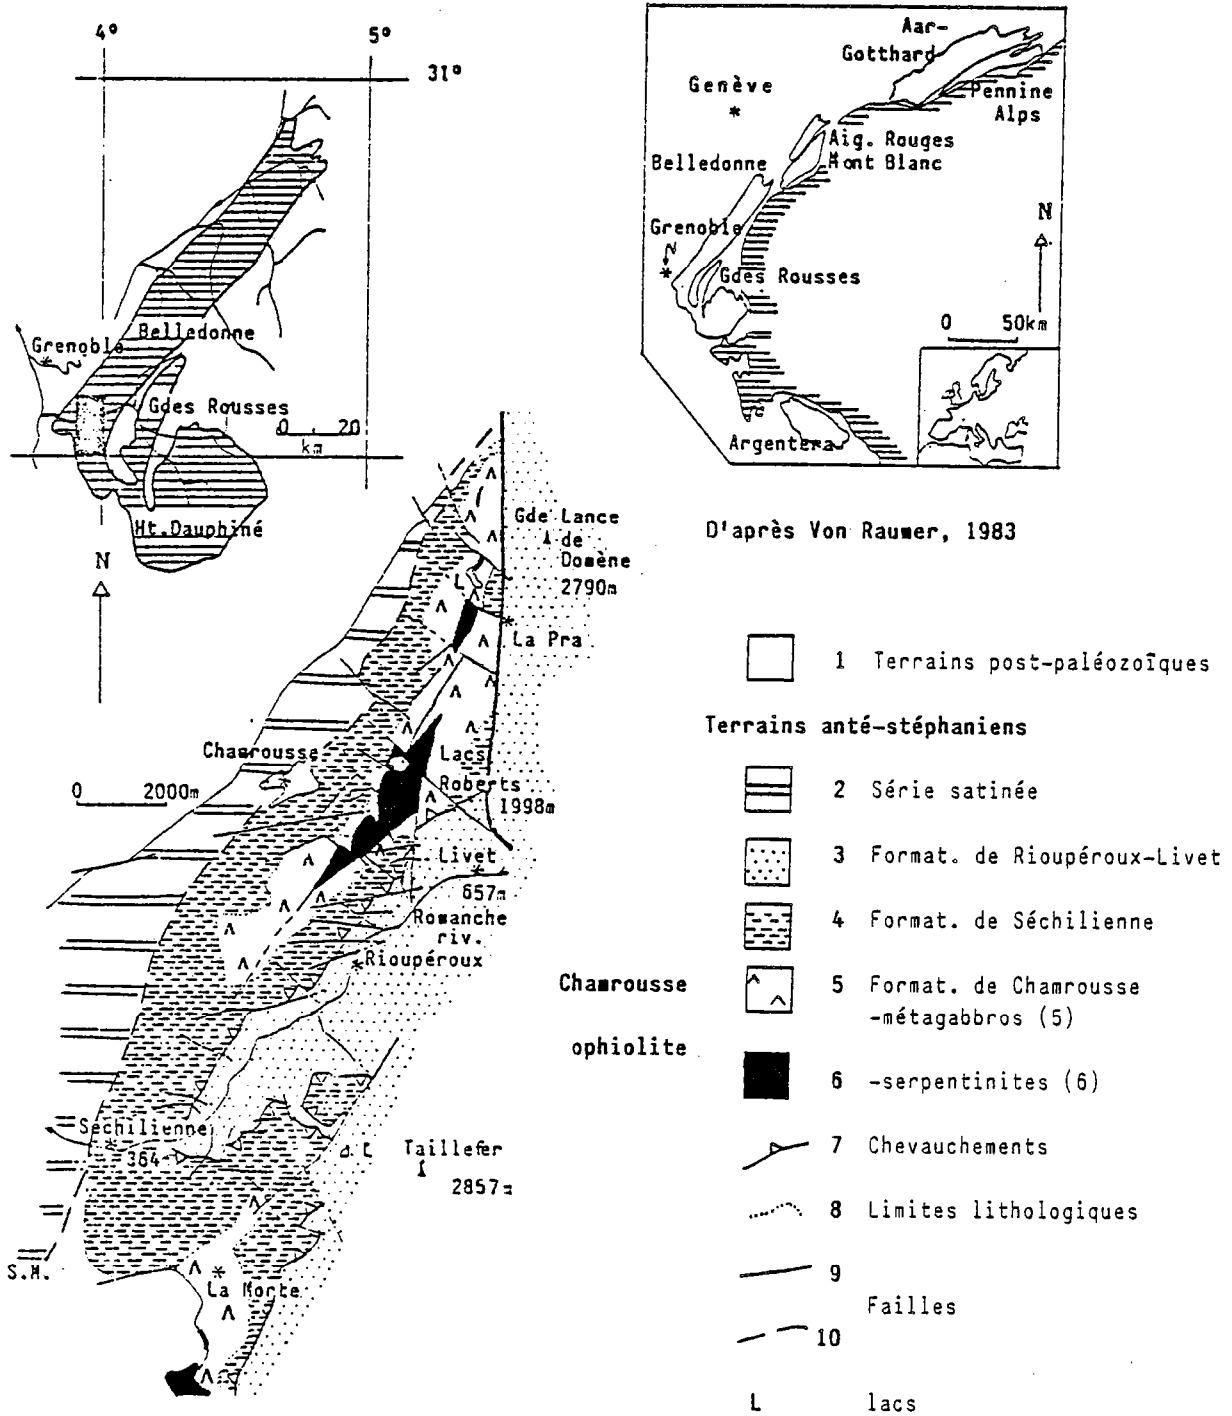 4°
5°
31°
Grenoble
Belledonne
Gdes Rousses
0 20
km
Ht.Dauphiné
N
Aar-
Gotthard
Genève
*
Pennine
Alps
Aig. Rouges
Mont Blanc
Belledonne
Grenoble
N
*
Gdes Rousses
N
0 50km
Argentera
D'après Von Raumer, 1983
Gde Lance
de
Domène
2790m
L
La Pra
Chamrousse
Lacs
Roberts
1998m
0 2000m
Livet
657m
Romanche
riv.
Rioupéroux
Séchilienne
364
L
Taillefer
2857m
S.M.
La Morte
1 Terrains post-paléozoïques
Terrains anté-stéphaniens
2 Série satinée
3 Format. de Rioupéroux-Livet
4 Format. de Séchilienne
Chamrousse
ophiolite
5 Format. de Chamrousse
-métagabbros (5)
6 -serpentinites (6)
7 Chevauchements
8 Limites lithologiques
9
Failles
10
L lacs